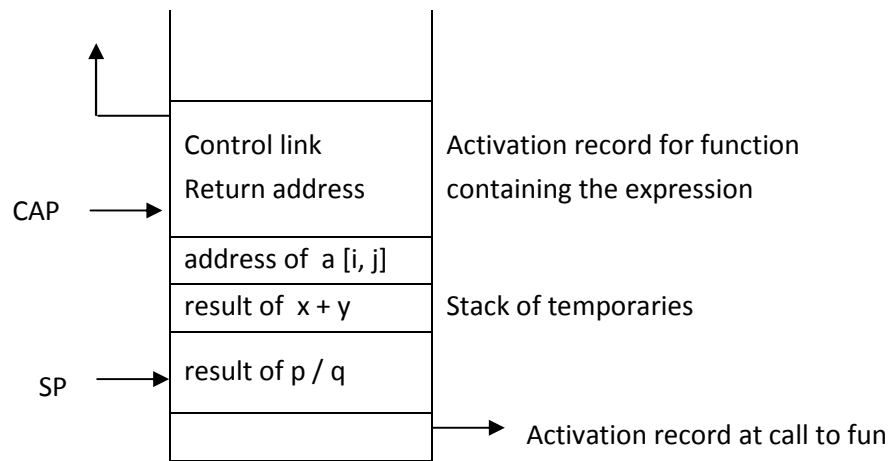 Control link
Activation record for function
Return address
containing the expression
CAP
address of a [i, j]
result of x + y
Stack of temporaries
result of p / q
SP
Activation record at call to fun